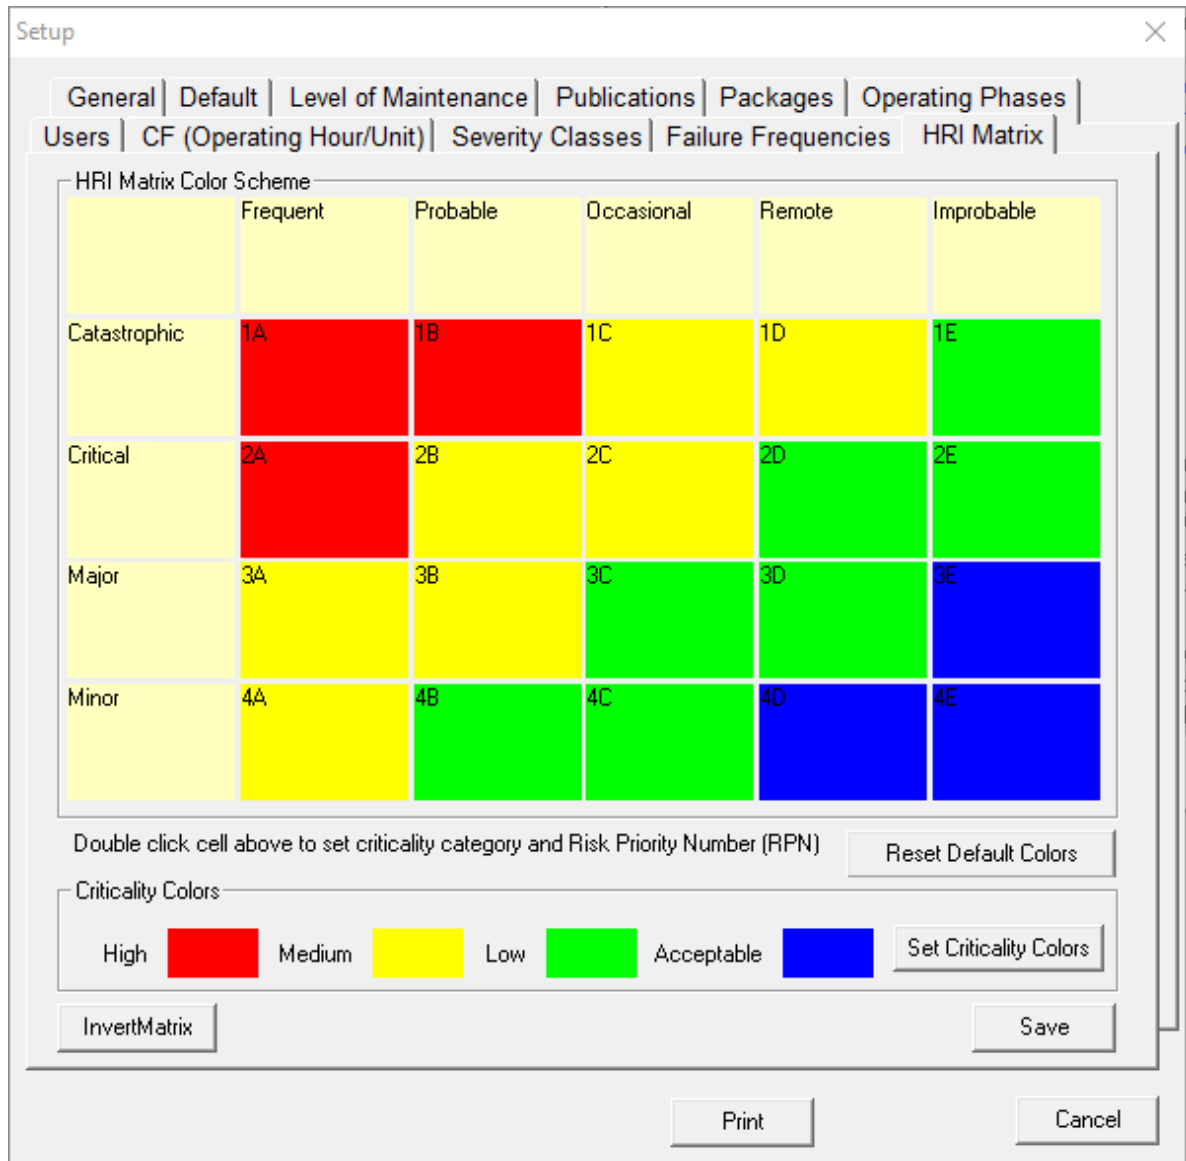 Setup
General Default Level of Maintenance Publications Packages Operating Phases
Users CF (Operating Hour/Unit) Severity Classes Failure Frequencies HRI Matrix
HRI Matrix Color Scheme
Frequent Probable Occasional Remote Improbable
Catastrophic 1A 1B 1C 1D 1E
Critical 2A 2B 2C 2D 2E
Major 3A 3B 3C 3D 3E
Minor 4A 4B 4C 4D 4E
Double click cell above to set criticality category and Risk Priority Number (RPN) Reset Default Colors
Criticality Colors
High Medium Low Acceptable Set Criticality Colors
InvertMatrix Save
Print Cancel